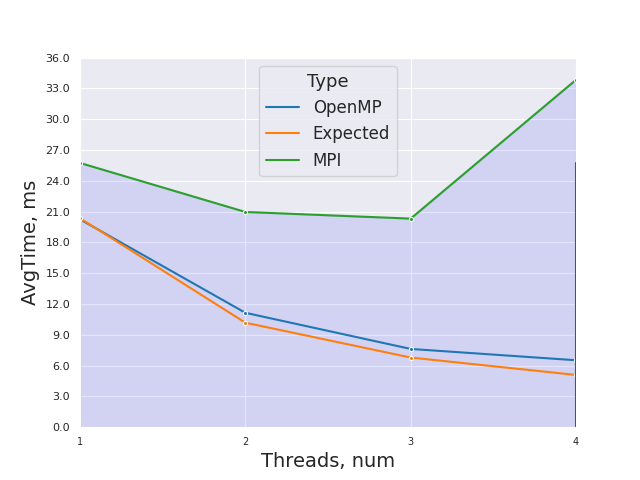 Type
OpenMP
Expected
MPI
AvgTime, ms
36.0
33.0
30.0
27.0
24.0
21.0
18.0
15.0
12.0
9.0
6.0
3.0
0.0
1 2 3 4
Threads, num